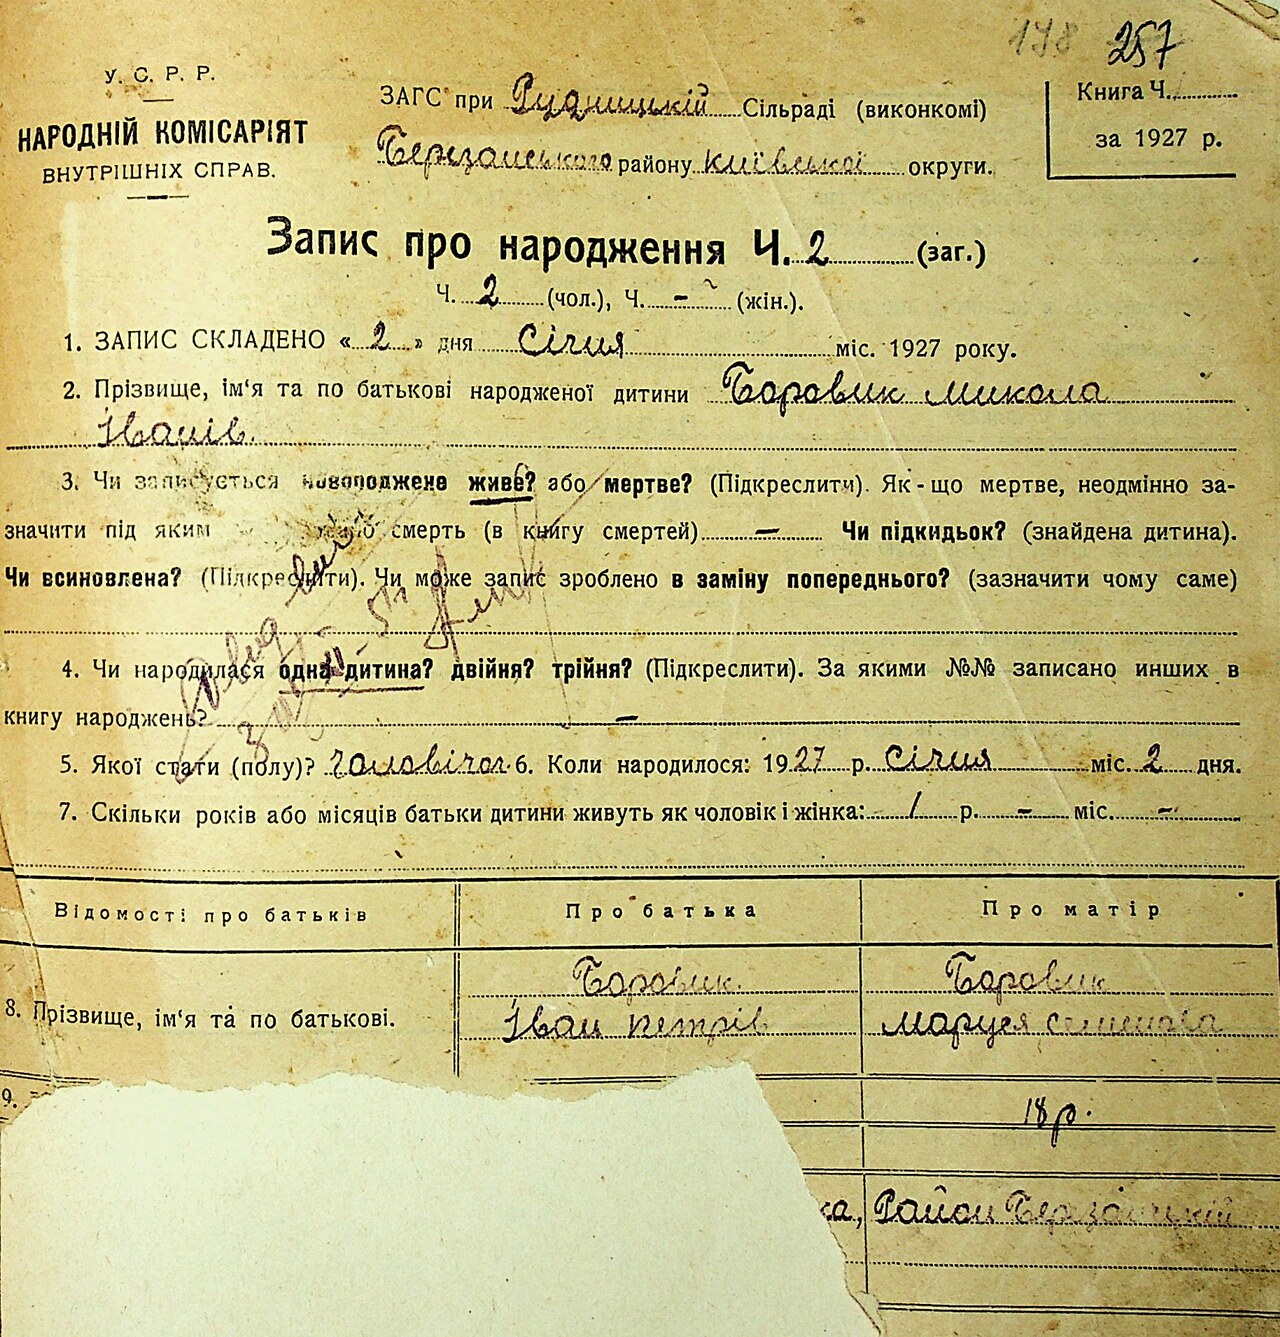 198 257
У. С. Р. Р.
НАРОДНІЙ КОМІСАРІЯТ
ВНУТРІШНІХ СПРАВ.
ЗАГС при Рудницькій Сільраді (виконкомі)
Березанського району київської округи.
Книга Ч.
за 1927 р.
Запис про народження Ч. 2 (заг.)
Ч. 2 (чол.), Ч. - (жін.).
1. ЗАПИС СКЛАДЕНО « 2 » дня Січня міс. 1927 року.
2. Прізвище, ім'я та по батькові народженої дитини Боровик Микола
Іванів.
3. Чи записується новороджене живе? або мертве? (Підкреслити). Як-що мертве, неодмінно за-
значити під яким смерть (в книгу смертей) — Чи підкидьок? (знайдена дитина).
Чи всиновлена? (Підкреслити). Чи може запис зроблено в заміну попереднього? (зазначити чому саме)
4. Чи народилася одна дитина? двійня? трійня? (Підкреслити). За якими №№ записано инших в
книгу народжень? —
5. Якої стати (полу)? чоловічої 6. Коли народилося: 1927 р. Січня міс. 2 дня.
7. Скільки років або місяців батьки дитини живуть як чоловік і жінка: 1 р. - міс. -
Відомості про батьків Про батька Про матір
Боровик Боровик
8. Прізвище, ім'я та по батькові. Іван петрів Маруся семенова
9. 18 р.
ка, Район Березанський